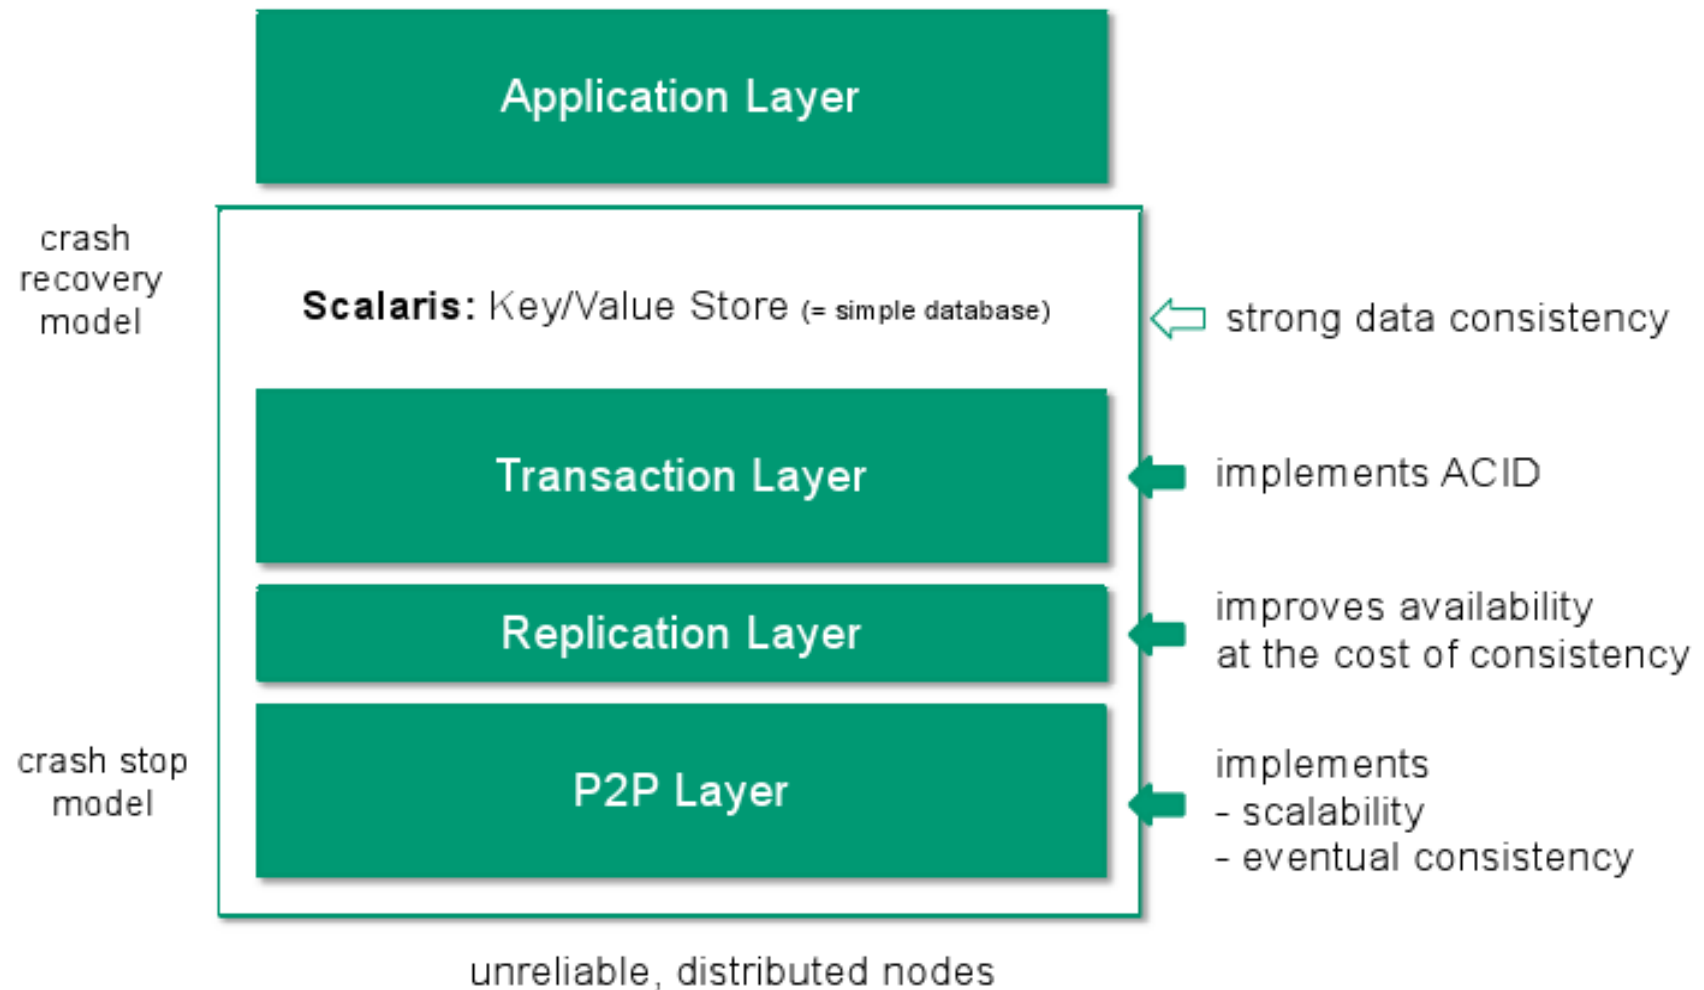 Application Layer
crash
recovery
model
Scalaris: Key/Value Store (= simple database)
strong data consistency
Transaction Layer
implements ACID
Replication Layer
improves availability
at the cost of consistency
crash stop
model
P2P Layer
implements
- scalability
- eventual consistency
unreliable, distributed nodes